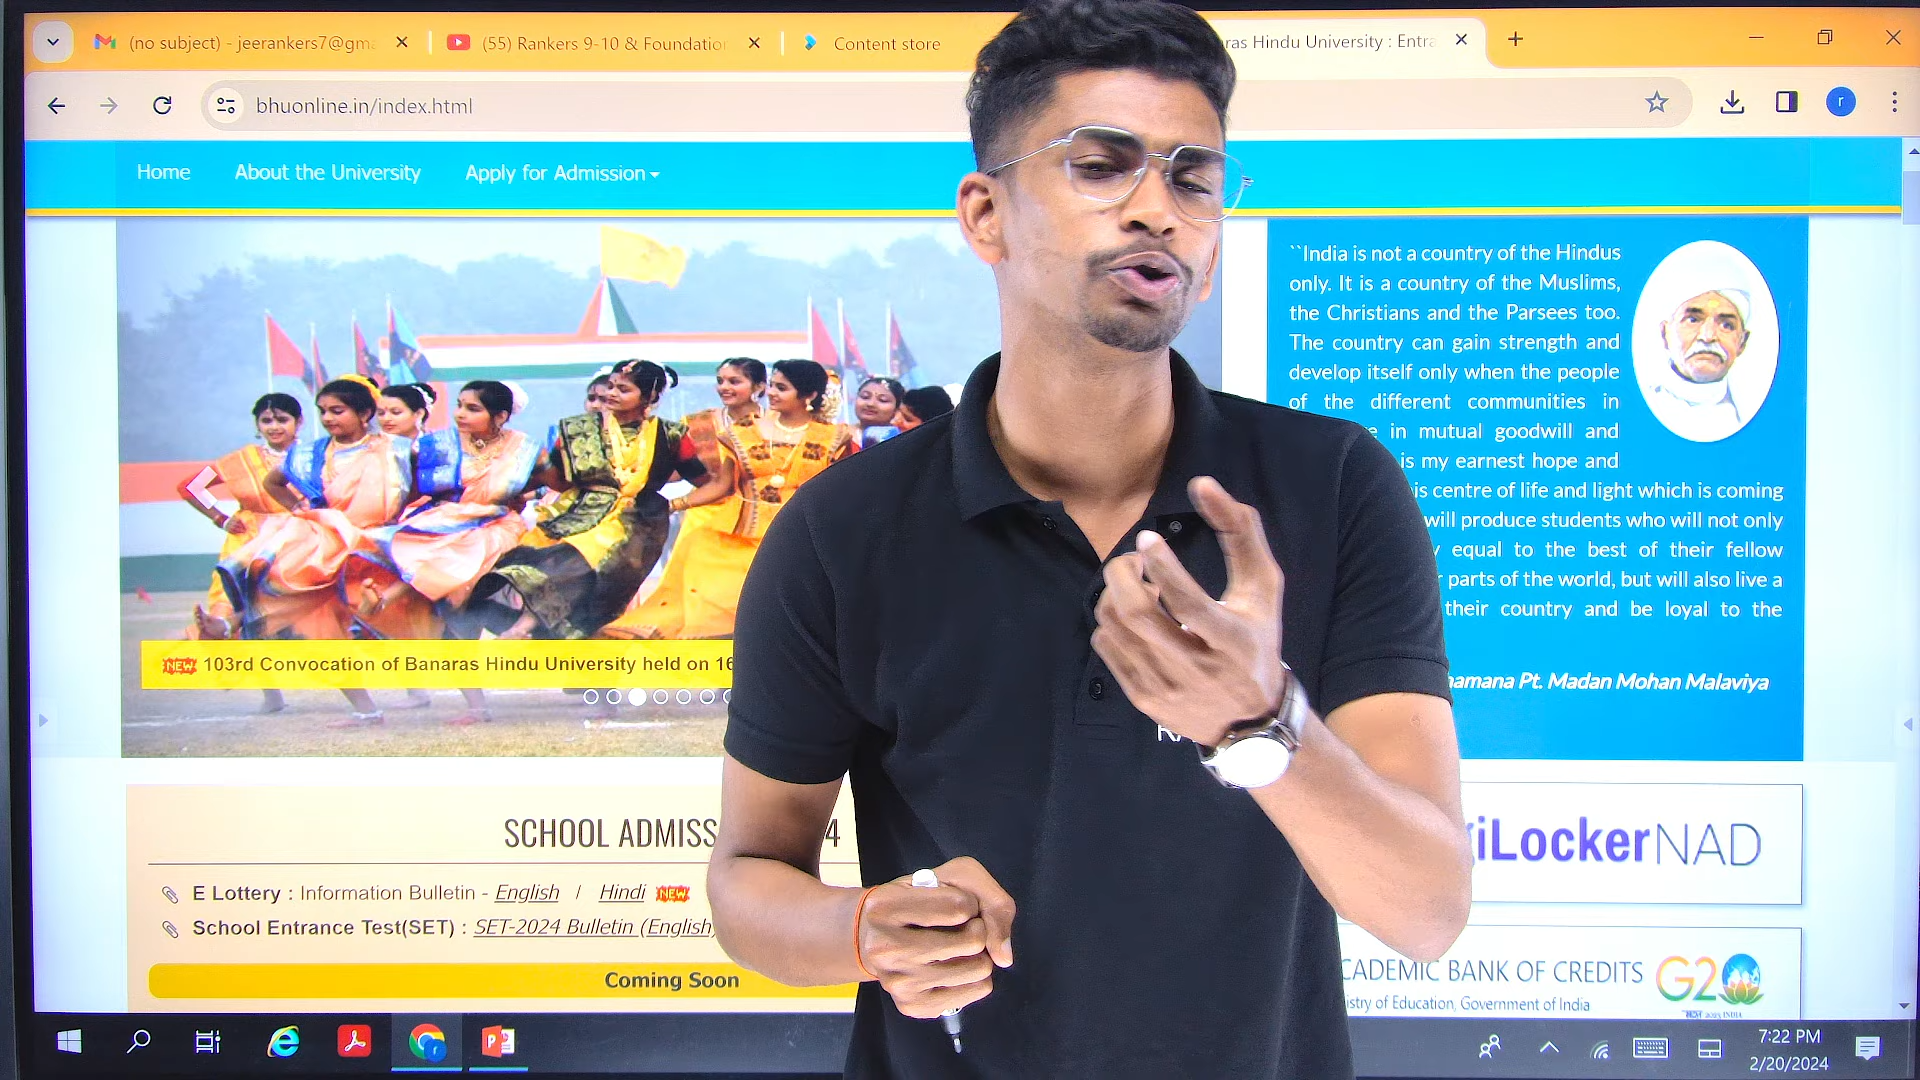 (no subject) - jeerankers7@gm
(55) Rankers 9-10 & Foundation
Content store
ras Hindu University : Entra
bhuonline.in/index.html
r
Home
About the University
Apply for Admission
``India is not a country of the Hindus
only. It is a country of the Muslims,
the Christians and the Parsees too.
The country can gain strength and
develop itself only when the people
of the different communities in
in mutual goodwill and
is my earnest hope and
is centre of life and light which is coming
will produce students who will not only
equal to the best of their fellow
parts of the world, but will also live a
their country and be loyal to the
amana Pt. Madan Mohan Malaviya
NEW 103rd Convocation of Banaras Hindu University held on 16
SCHOOL ADMISS 4
E Lottery : Information Bulletin - English / Hindi NEW
School Entrance Test(SET) : SET-2024 Bulletin (English)
Coming Soon
iLockerNAD
CADEMIC BANK OF CREDITS
istry of Education, Government of India
G20
7:22 PM
2/20/2024